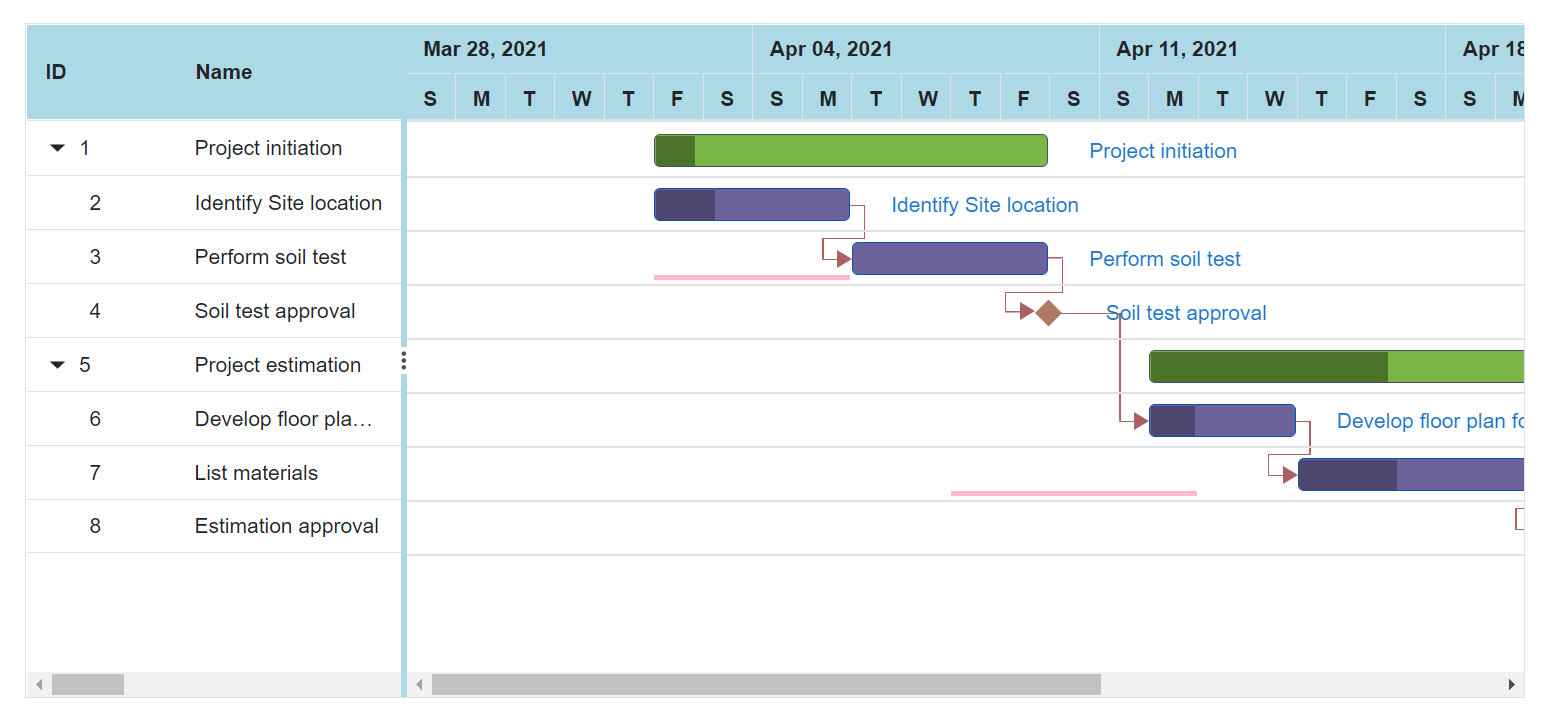 ID Name Mar 28, 2021 Apr 04, 2021 Apr 11, 2021 Apr 18
S M T W T F S S M T W T F S S M T W T F S S M
1 Project initiation Project initiation
2 Identify Site location Identify Site location
3 Perform soil test Perform soil test
4 Soil test approval Soil test approval
5 Project estimation
6 Develop floor pla… Develop floor plan fo
7 List materials
8 Estimation approval